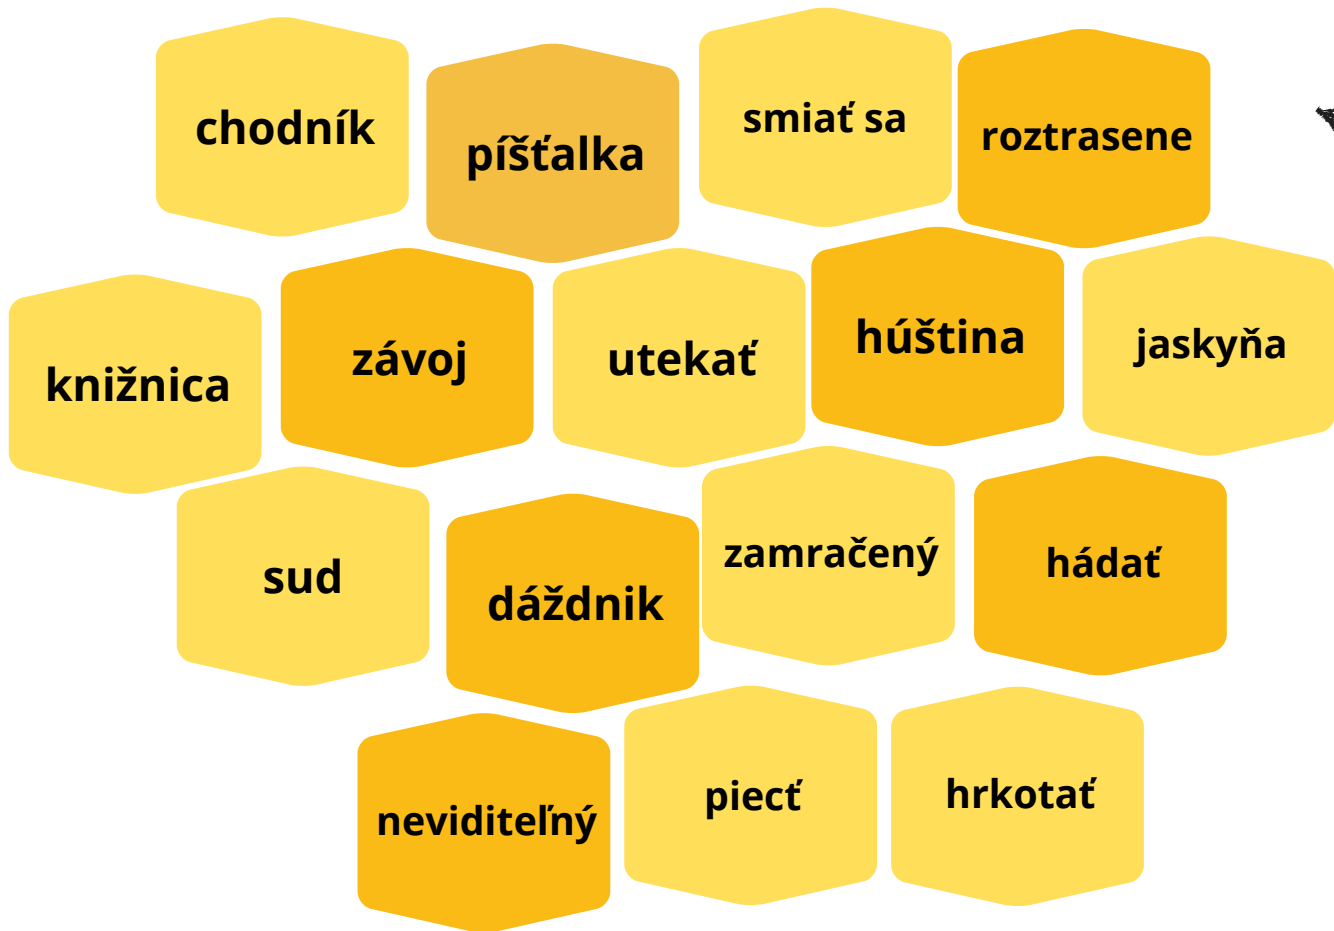 chodník
píšťalka
smiať sa
roztrasene
knižnica
závoj
utekať
húština
jaskyňa
sud
dáždnik
zamračený
hádať
neviditeľný
piecť
hrkotať